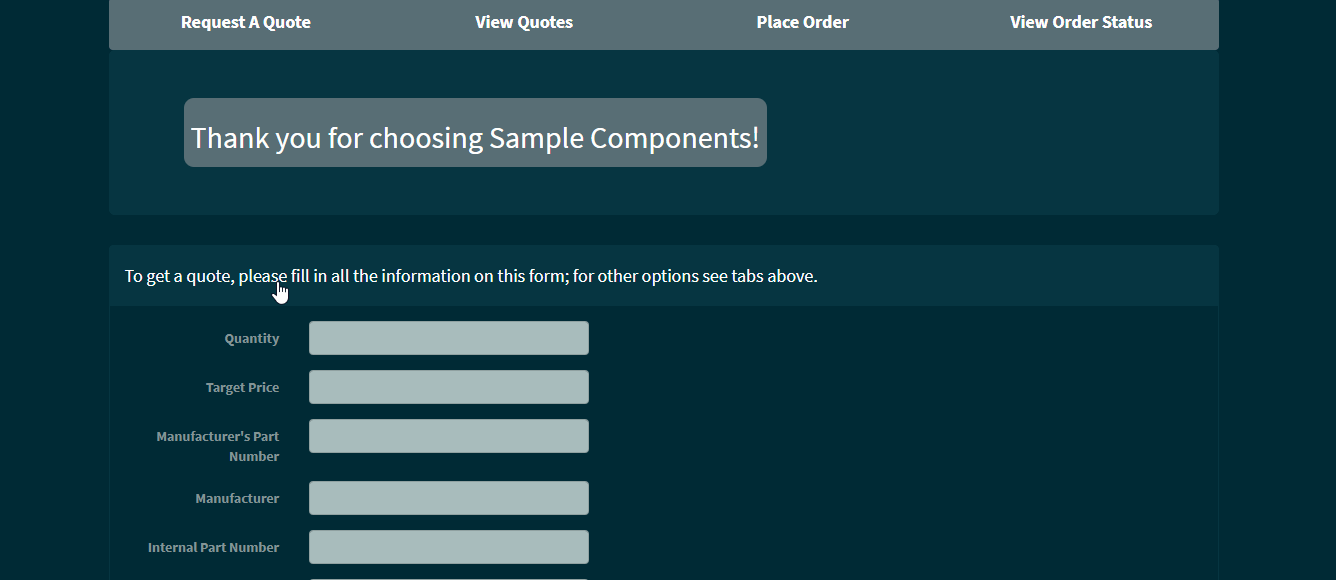 Request A Quote
View Quotes
Place Order
View Order Status
Thank you for choosing Sample Components!
To get a quote, please fill in all the information on this form; for other options see tabs above.
Quantity
Target Price
Manufacturer's Part
Number
Manufacturer
Internal Part Number